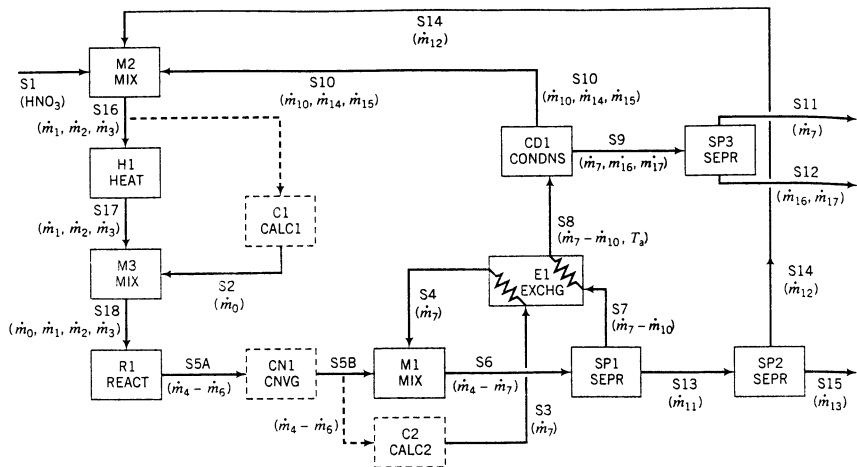 S14
(ṁ12)
S1
(HNO3)
M2
MIX
S10
(ṁ10, ṁ14, ṁ15)
S10
(ṁ10, ṁ14, ṁ15)
S16
(ṁ1, ṁ2, ṁ3)
S11
(ṁ7)
CD1
CONDNS
S9
(ṁ7, ṁ16, ṁ17)
SP3
SEPR
H1
HEAT
S12
(ṁ16, ṁ17)
S17
(ṁ1, ṁ2, ṁ3)
C1
CALC1
S8
(ṁ7 – ṁ10, Ta)
M3
MIX
S2
(ṁ0)
E1
EXCHG
S4
(ṁ7)
S7
(ṁ7 – ṁ10)
S14
(ṁ12)
S18
(ṁ0, ṁ1, ṁ2, ṁ3)
R1
REACT
S5A
(ṁ4 – ṁ6)
CN1
CNVG
S5B
M1
MIX
S6
(ṁ4 – ṁ7)
SP1
SEPR
S13
(ṁ11)
SP2
SEPR
S15
(ṁ13)
(ṁ4 – ṁ6)
C2
CALC2
S3
(ṁ7)